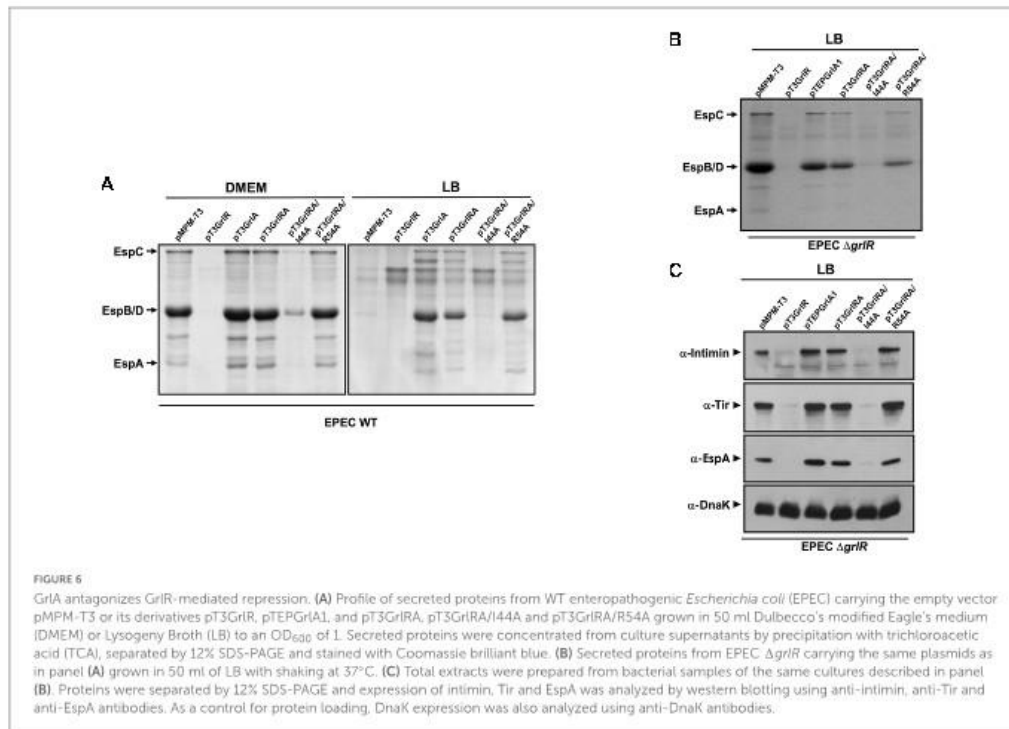 B
LB
pMPM-T3
pT3GrlR
pTEPGrlA1
pT3GrlRA
pT3GrlRA/
I44A
pT3GrlRA/
R54A
EspC
EspB/D
EspA
EPEC ΔgrlR
A
DMEM
LB
pMPM-T3
pT3GrlR
pT3GrlA
pT3GrlRA
pT3GrlRA/
I44A
pT3GrlRA/
R54A
pMPM-T3
pT3GrlR
pT3GrlA
pT3GrlRA
pT3GrlRA/
I44A
pT3GrlRA/
R54A
EspC
EspB/D
EspA
EPEC WT
C
LB
pMPM-T3
pT3GrlR
pTEPGrlA1
pT3GrlRA
pT3GrlRA/
I44A
pT3GrlRA/
R54A
α-Intimin
α-Tir
α-EspA
α-DnaK
EPEC ΔgrlR
FIGURE 6
GrlA antagonizes GrlR-mediated repression. (A) Profile of secreted proteins from WT enteropathogenic Escherichia coli (EPEC) carrying the empty vector
pMPM-T3 or its derivatives pT3GrlR, pTEPGrlA1, and pT3GrlRA, pT3GrlRA/I44A and pT3GrlRA/R54A grown in 50 ml Dulbecco's modified Eagle's medium
(DMEM) or Lysogeny Broth (LB) to an OD600 of 1. Secreted proteins were concentrated from culture supernatants by precipitation with trichloroacetic
acid (TCA), separated by 12% SDS-PAGE and stained with Coomassie brilliant blue. (B) Secreted proteins from EPEC ΔgrlR carrying the same plasmids as
in panel (A) grown in 50 ml of LB with shaking at 37°C. (C) Total extracts were prepared from bacterial samples of the same cultures described in panel
(B). Proteins were separated by 12% SDS-PAGE and expression of intimin, Tir and EspA was analyzed by western blotting using anti-intimin, anti-Tir and
anti-EspA antibodies. As a control for protein loading, DnaK expression was also analyzed using anti-DnaK antibodies.